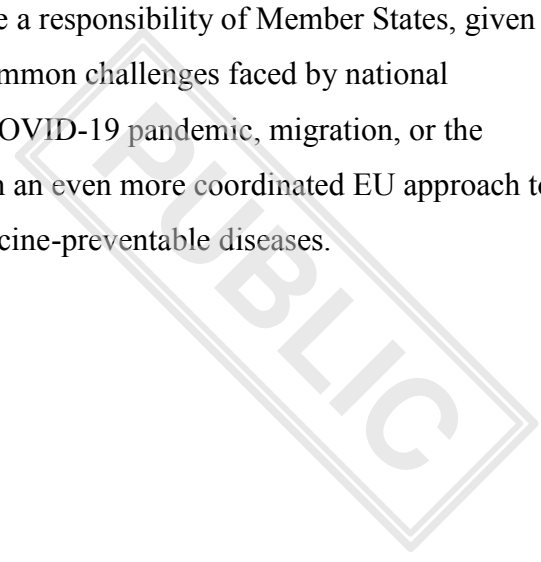 e a responsibility of Member States, given
mmon challenges faced by national
OVID-19 pandemic, migration, or the
n an even more coordinated EU approach to
cine-preventable diseases.
PUBLIC